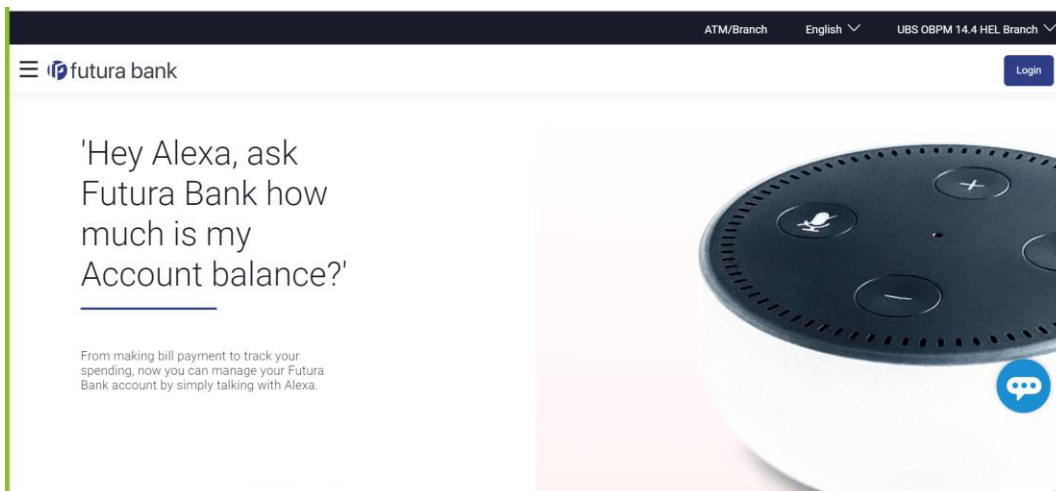 ATM/Branch English UBS OBPM 14.4 HEL Branch
futura bank
Login
'Hey Alexa, ask
Futura Bank how
much is my
Account balance?'
From making bill payment to track your
spending, now you can manage your Futura
Bank account by simply talking with Alexa.